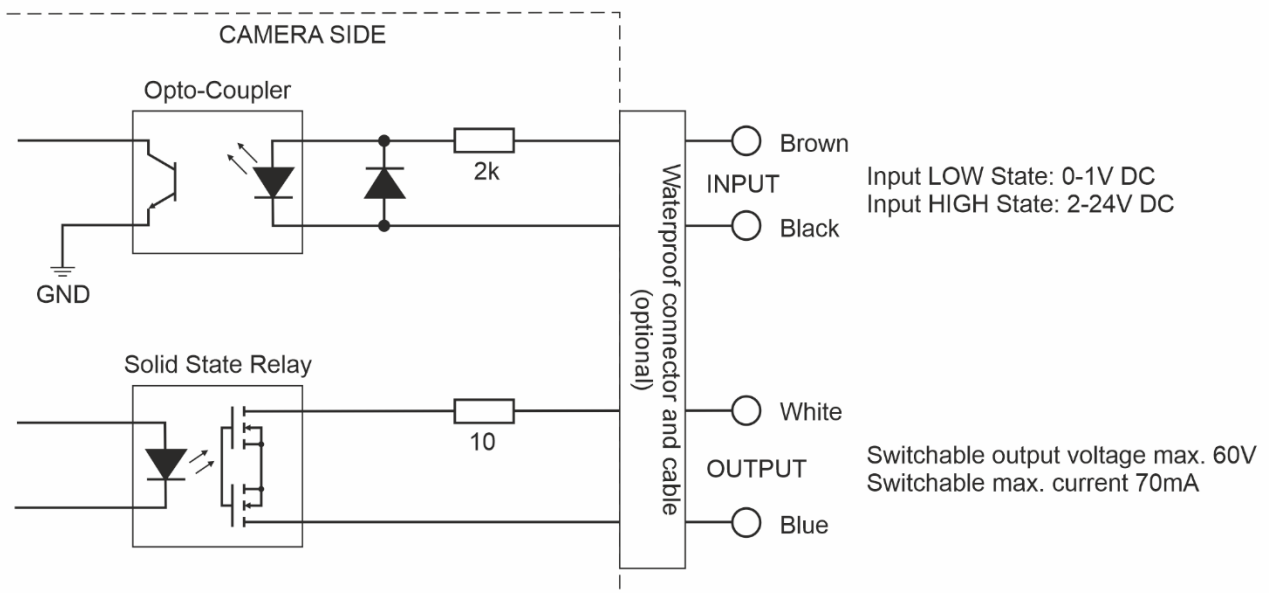 CAMERA SIDE
Opto-Coupler
2k
GND
Brown
INPUT
Black
Input LOW State: 0-1V DC
Input HIGH State: 2-24V DC
Waterproof connector and cable
(optional)
Solid State Relay
10
White
OUTPUT
Blue
Switchable output voltage max. 60V
Switchable max. current 70mA